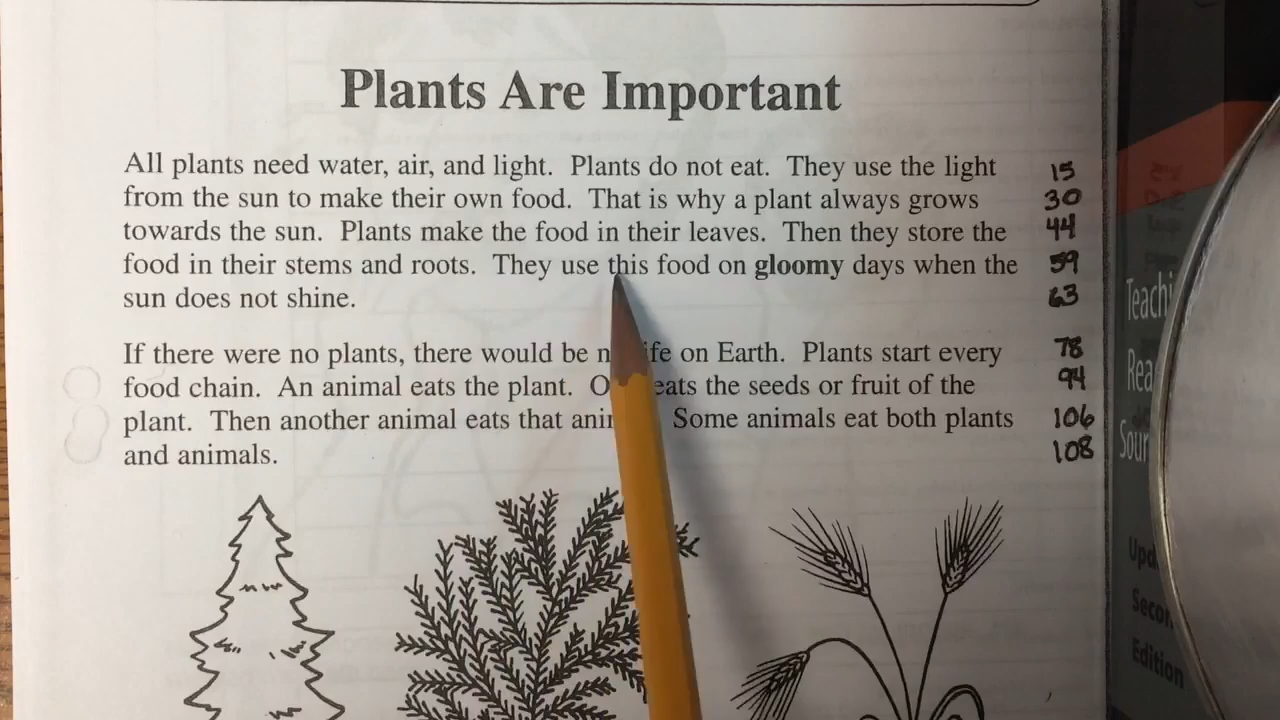 Plants Are Important
All plants need water, air, and light. Plants do not eat. They use the light 15
from the sun to make their own food. That is why a plant always grows 30
towards the sun. Plants make the food in their leaves. Then they store the 44
food in their stems and roots. They use this food on gloomy days when the 59
sun does not shine. 63
If there were no plants, there would be on Earth. Plants start every 78
food chain. An animal eats the plant. eats the seeds or fruit of the 94
plant. Then another animal eats that Some animals eat both plants 106
and animals. 108
Teachi
Rea
Sour
Upd
Secon
Edition